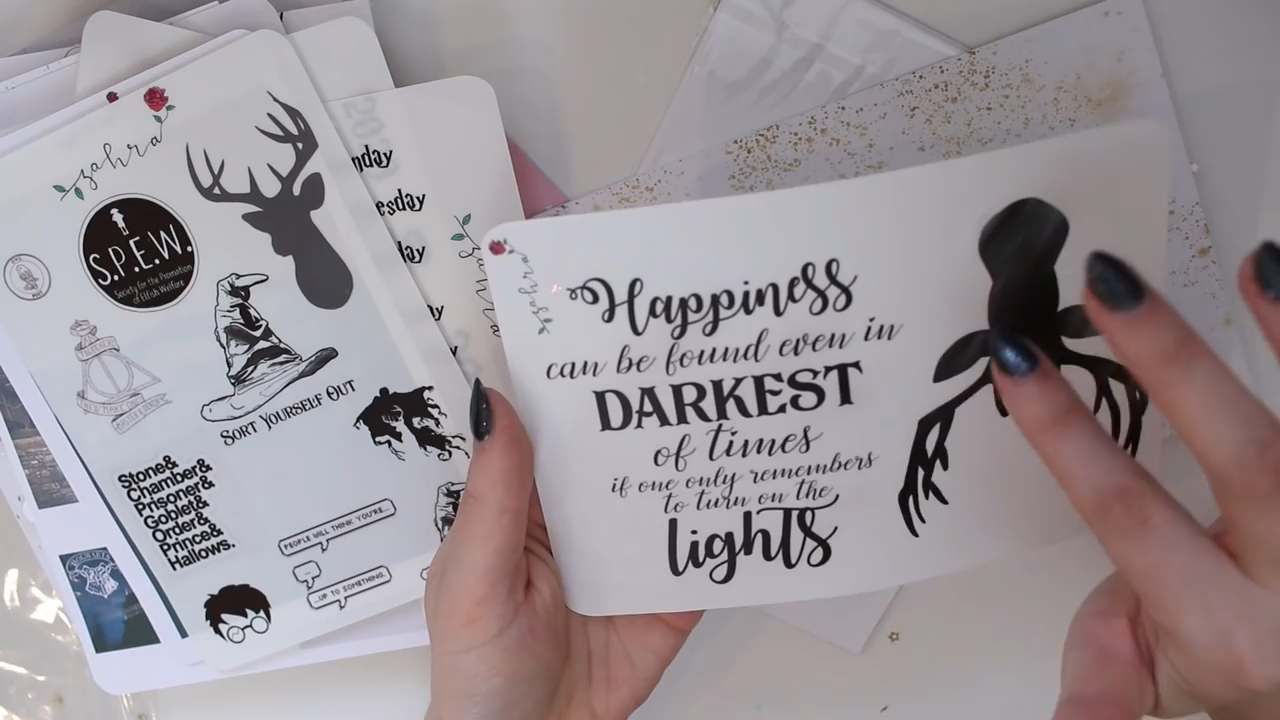 zahra
S.P.E.W.
Society for the Promotion
of Elfish Welfare
SORT YOURSELF OUT
Stone&
Chamber&
Prisoner&
Goblet&
Order&
Prince&
Hallows.
PEOPLE WILL THINK YOU'RE...
...
...UP TO SOMETHING.
HOGWARTS
nday
esday
day
y
zahra
zahra
Happiness
can be found even in
DARKEST
of times
if one only remembers
to turn on the
lights